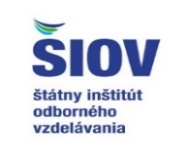 ŠIOV
štátny inštitút
odborného
vzdelávania